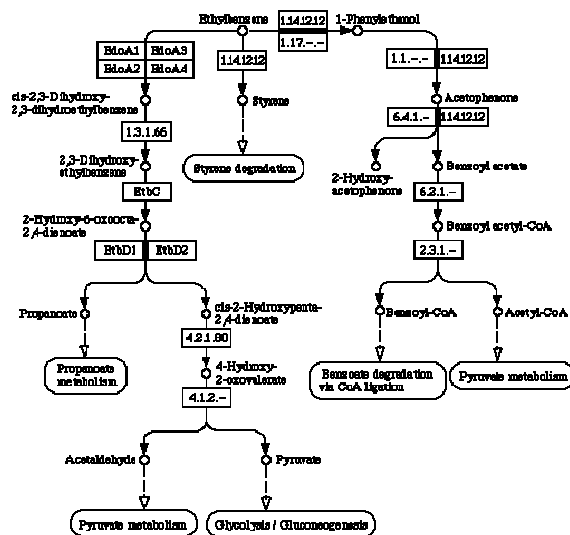 Ethylbenzene
1.14.12.12
1-Phenylethanol
1.17.-.-
BdoA1
BdoA3
BdoA2
BdoA4
1.14.12.12
1.1.-.-
1.14.12.12
cis-2,3-Dihydroxy-
2,3-dihydroethylbenzene
Styrene
Acetophenone
1.3.1.66
6.4.1.-
1.14.12.12
2,3-Dihydroxy-
ethylbenzene
Styrene degradation
2-Hydroxy-
acetophenone
Benzoyl acetate
EtbC
6.2.1.-
2-Hydroxy-6-oxoocta-
2,4-dienoate
Benzoyl acetyl-CoA
EtbD1
EtbD2
2.3.1.-
Propanoate
cis-2-Hydroxypenta-
2,4-dienoate
Benzoyl-CoA
Acetyl-CoA
4.2.1.80
Propanoate
metabolism
4-Hydroxy-
2-oxovalerate
Benzoate degradation
via CoA ligation
Pyruvate metabolism
4.1.2.-
Acetaldehyde
Pyruvate
Pyruvate metabolism
Glycolysis / Gluconeogenesis